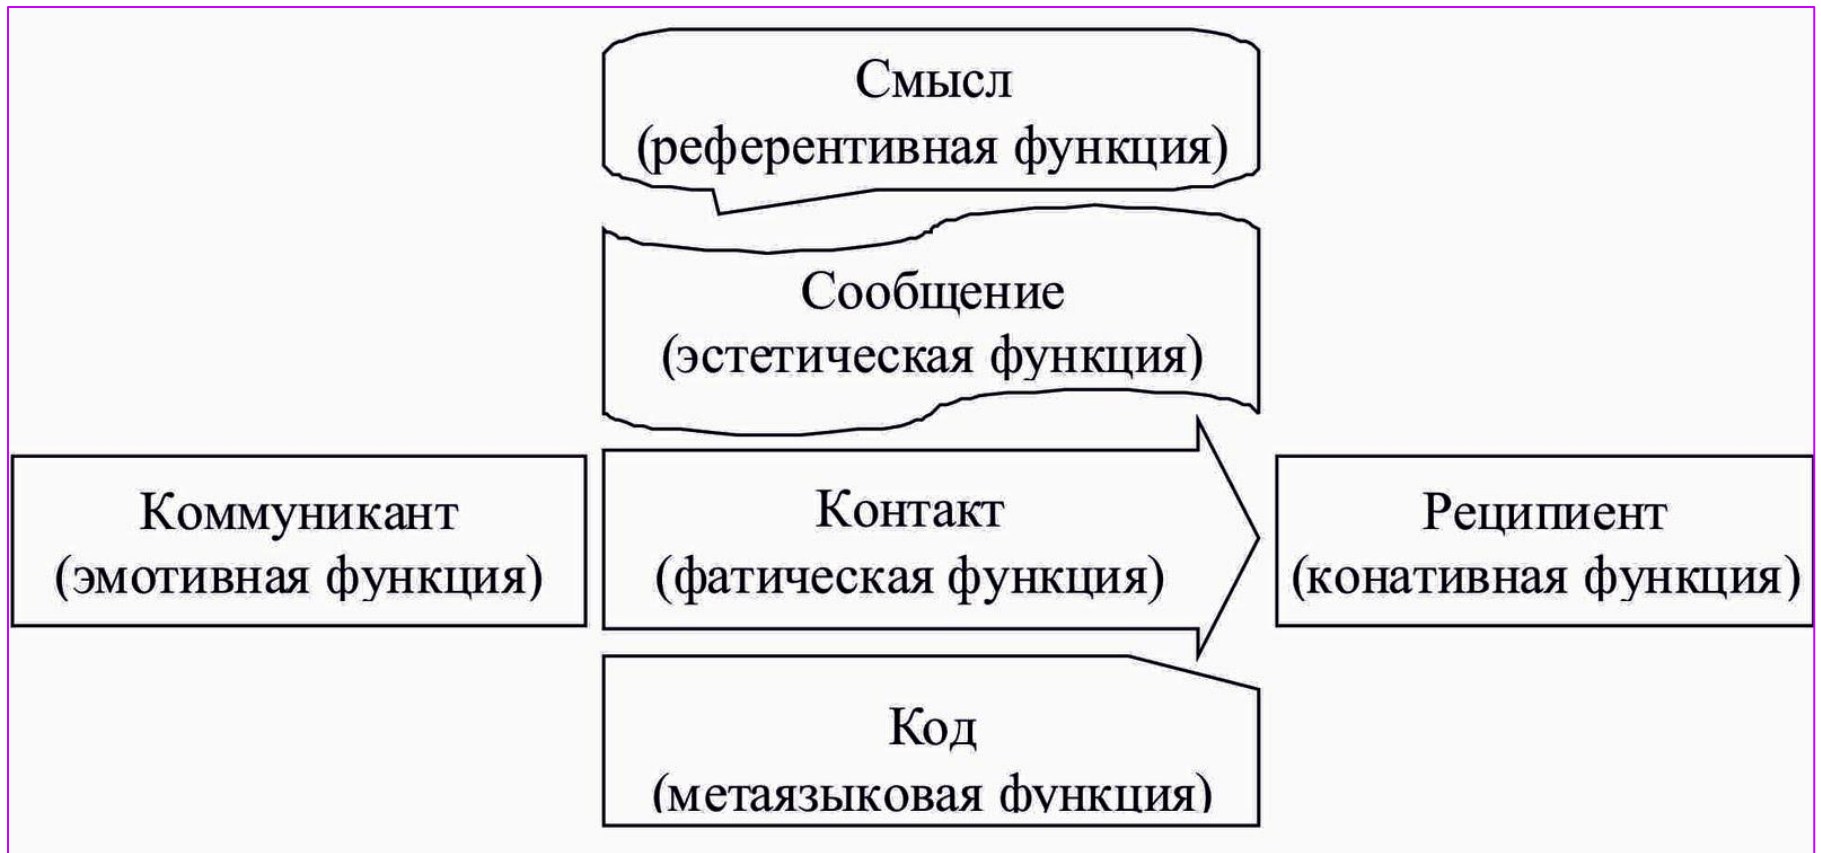 Смысл
(референтивная функция)
Сообщение
(эстетическая функция)
Коммуникант
(эмотивная функция)
Контакт
(фатическая функция)
Реципиент
(конативная функция)
Код
(метаязыковая функция)